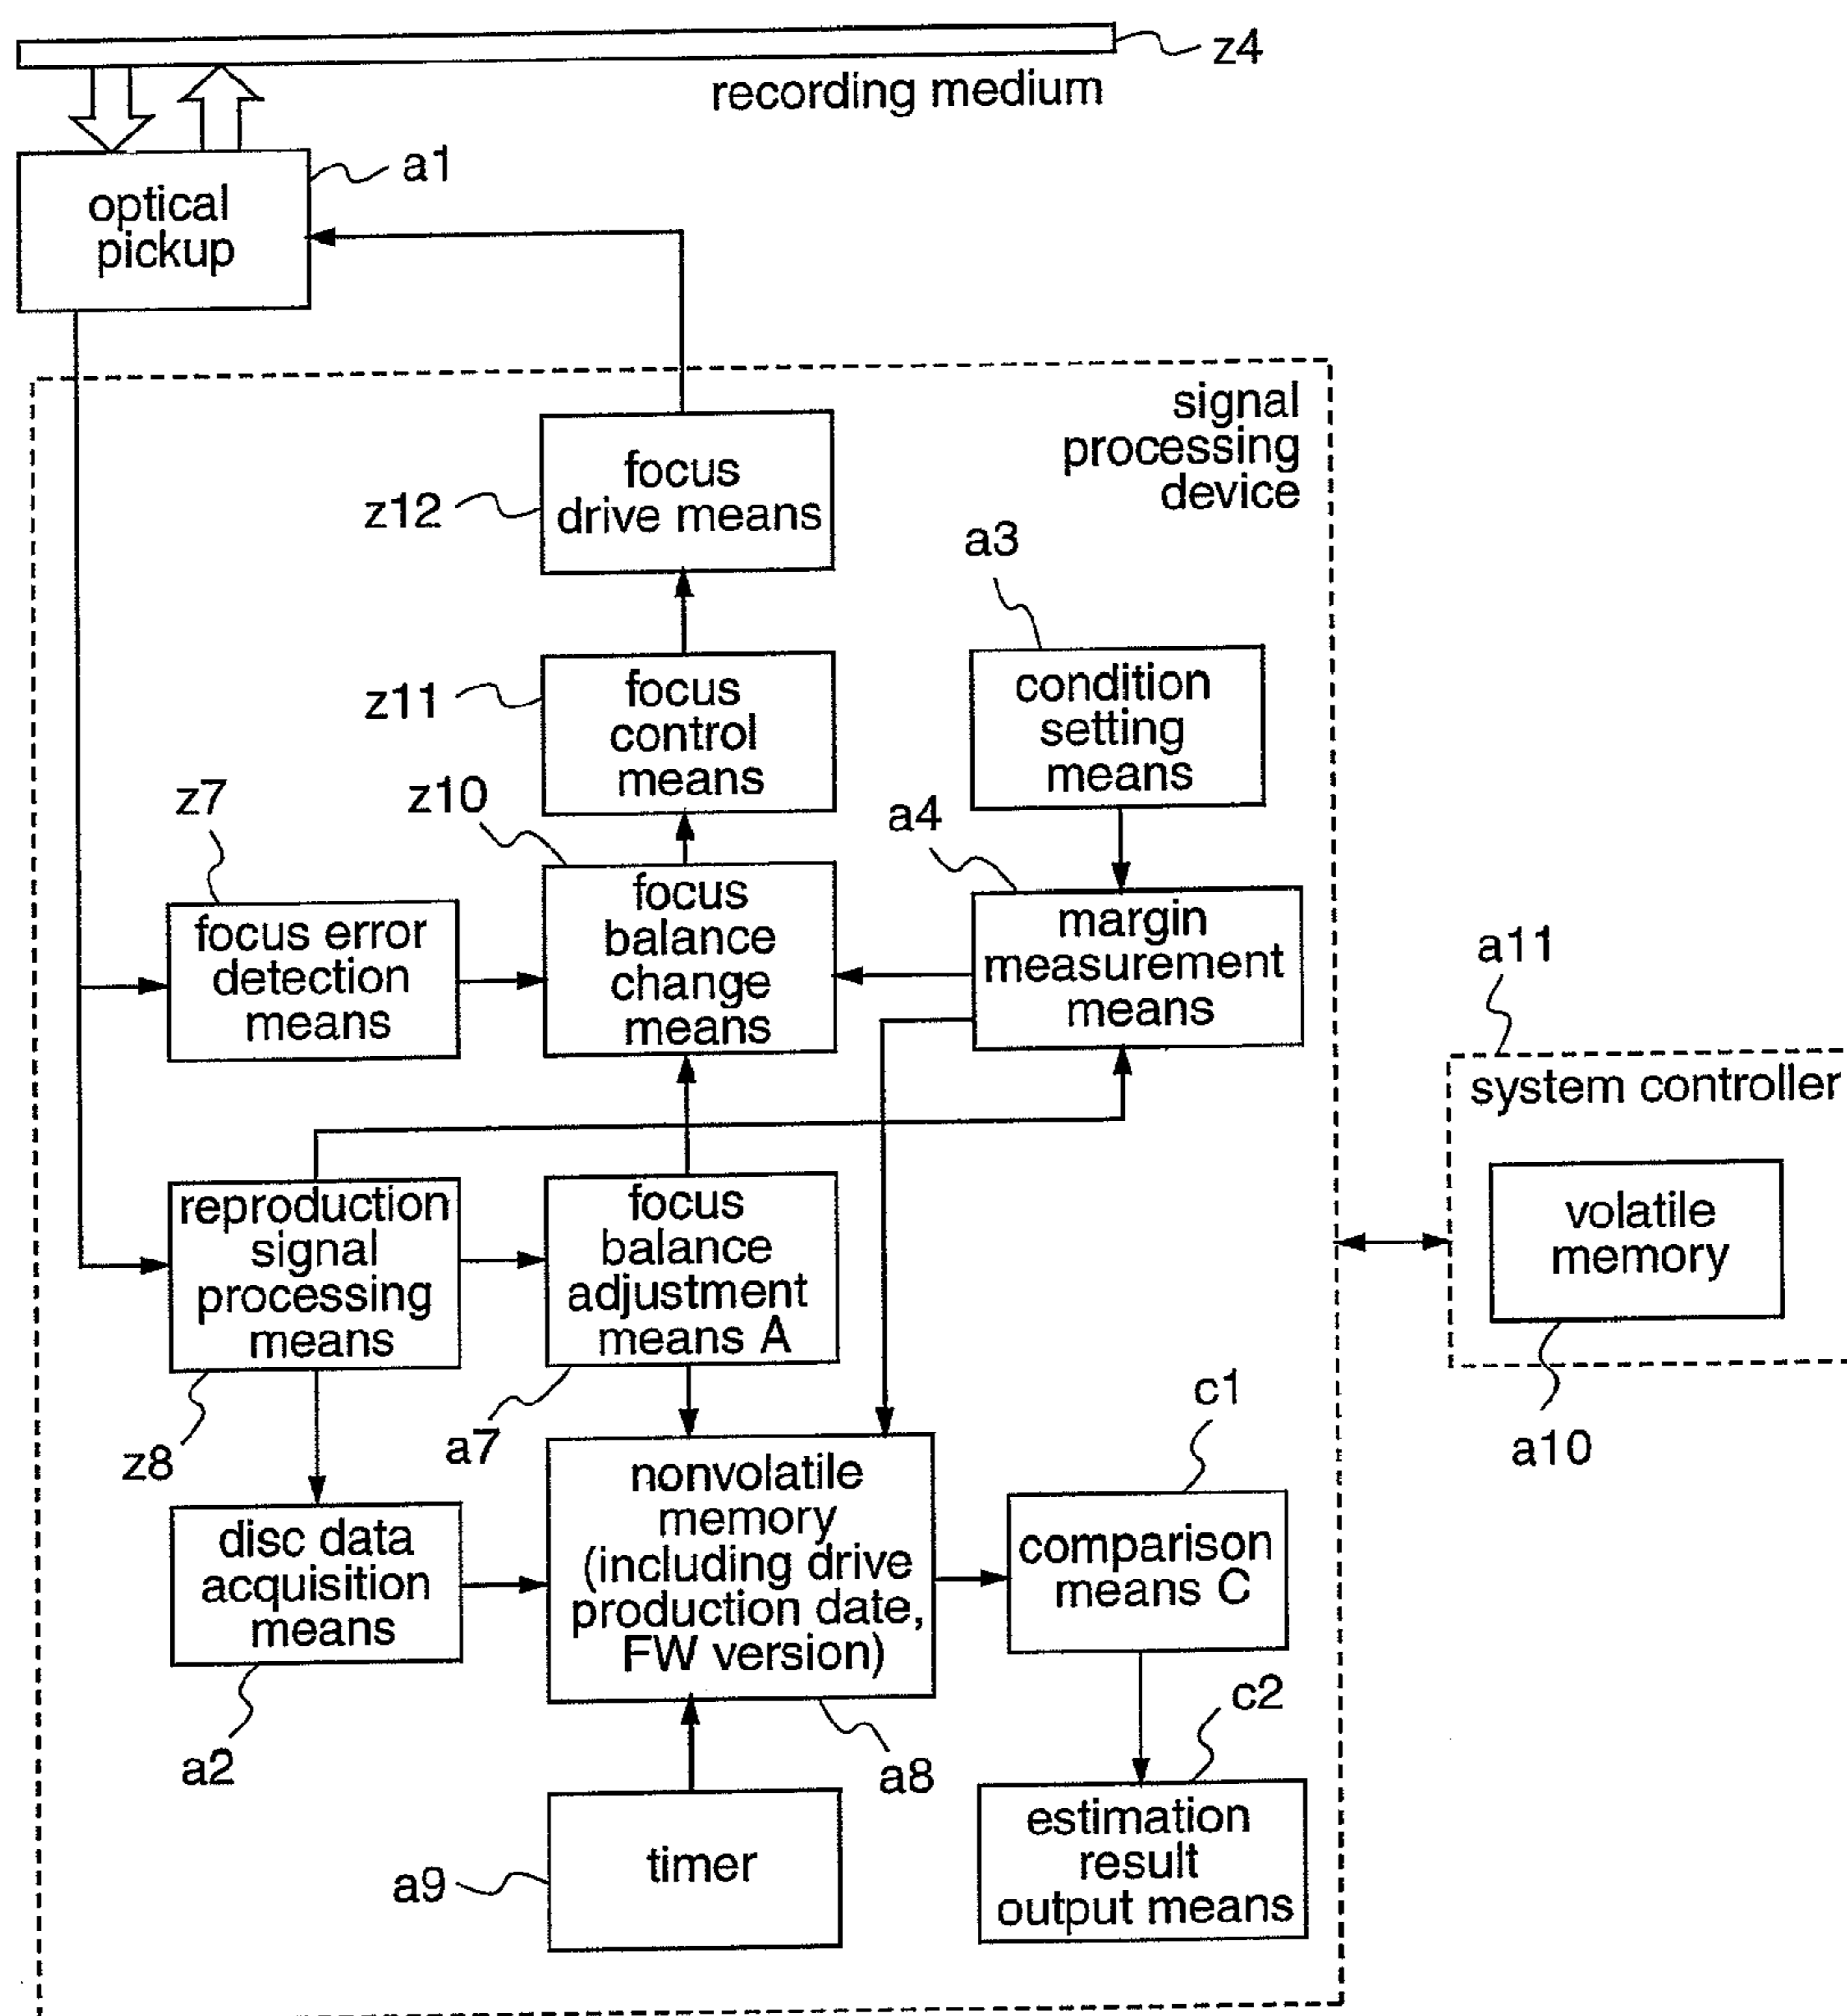 z4
recording medium
a1
optical
pickup
signal
processing
device
focus
drive means
z12
a3
focus
control
means
z11
condition
setting
means
z7
z10
a4
focus error
detection
means
focus
balance
change
means
margin
measurement
means
a11
system controller
volatile
memory
a10
reproduction
signal
processing
means
focus
balance
adjustment
means A
z8
a7
c1
disc data
acquisition
means
nonvolatile
memory
(including drive
production date,
FW version)
comparison
means C
a2
a8
c2
a9
timer
estimation
result
output means